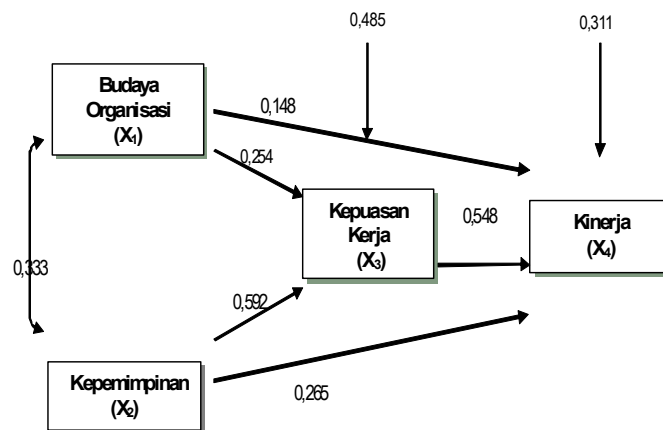 0,485
0,311
Budaya
Organisasi
(X₁)
0,148
0,254
Kepuasan
Kerja
(X₃)
0,548
Kinerja
(X₄)
0,333
0,592
Kepemimpinan
(X₂)
0,265